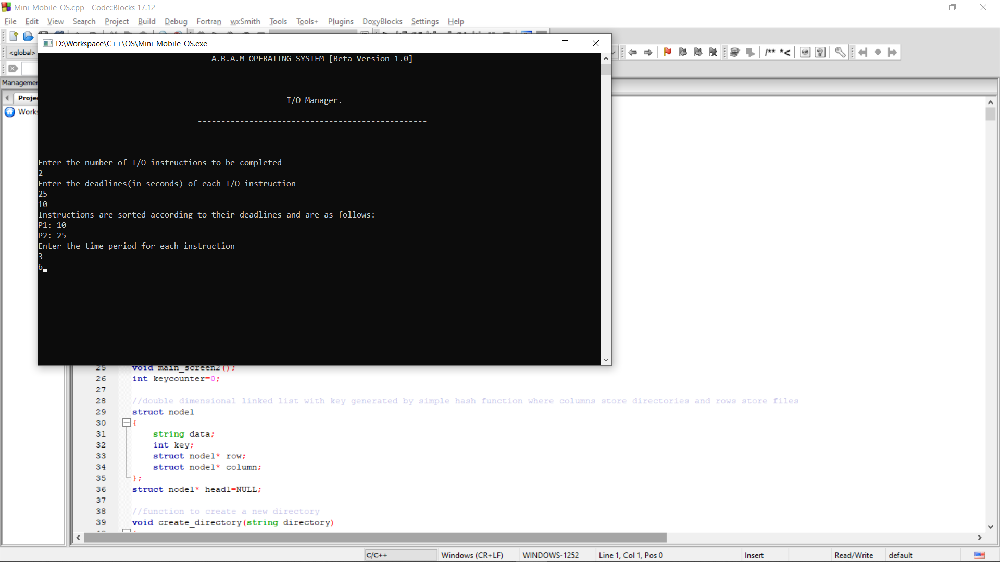 Mini_Mobile_OS.cpp - Code::Blocks 17.12
File Edit View Search Project Build Debug Fortran wxSmith Tools Tools+ Plugins DoxyBlocks Settings Help
D:\Workspace\C++\OS\Mini_Mobile_OS.exe
<global>
/** *<
Managemen
Projec
Works
A.B.A.M OPERATING SYSTEM [Beta Version 1.0]
-------------------------------------------------
I/O Manager.
-------------------------------------------------
Enter the number of I/O instructions to be completed
2
Enter the deadlines(in seconds) of each I/O instruction
25
10
Instructions are sorted according to their deadlines and are as follows:
P1: 10
P2: 25
Enter the time period for each instruction
3
6
25 void main_screen2();
26 int keycounter=0;
27
28 //double dimensional linked list with key generated by simple hash function where columns store directories and rows store files
29 struct node1
30 {
31 string data;
32 int key;
33 struct node1* row;
34 struct node1* column;
35 };
36 struct node1* head1=NULL;
37
38 //function to create a new directory
39 void create_directory(string directory)
C/C++ Windows (CR+LF) WINDOWS-1252 Line 1, Col 1, Pos 0 Insert Read/Write default